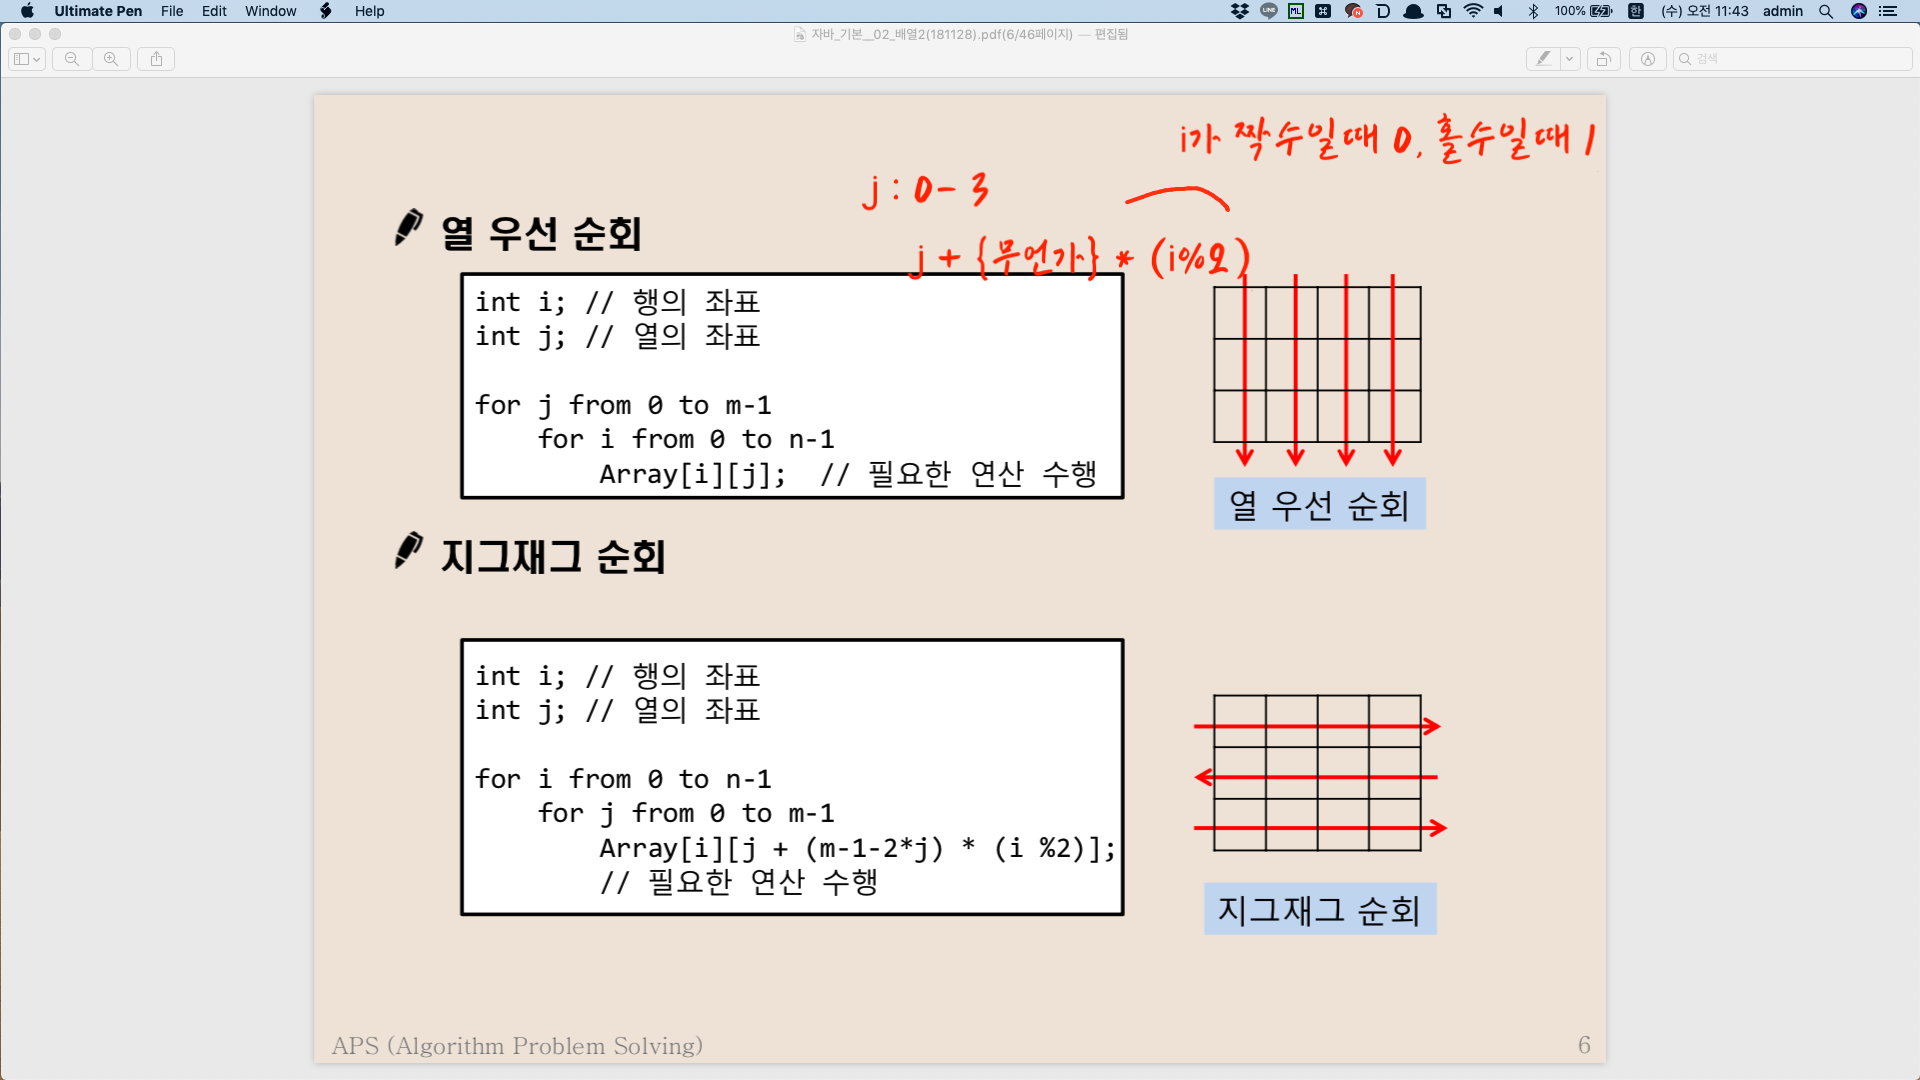 Ultimate Pen File Edit Window Help 100% (수) 오전 11:43 admin
자바_기본__02_배열2(181128).pdf(6/46페이지) — 편집됨
검색
i가 짝수일때 0, 홀수일때 1
j : 0 - 3
열 우선 순회
j + {무언가} * (i%2)
int i; // 행의 좌표
int j; // 열의 좌표
for j from 0 to m-1
for i from 0 to n-1
Array[i][j]; // 필요한 연산 수행
열 우선 순회
지그재그 순회
int i; // 행의 좌표
int j; // 열의 좌표
for i from 0 to n-1
for j from 0 to m-1
Array[i][j + (m-1-2*j) * (i %2)];
// 필요한 연산 수행
지그재그 순회
APS (Algorithm Problem Solving) 6